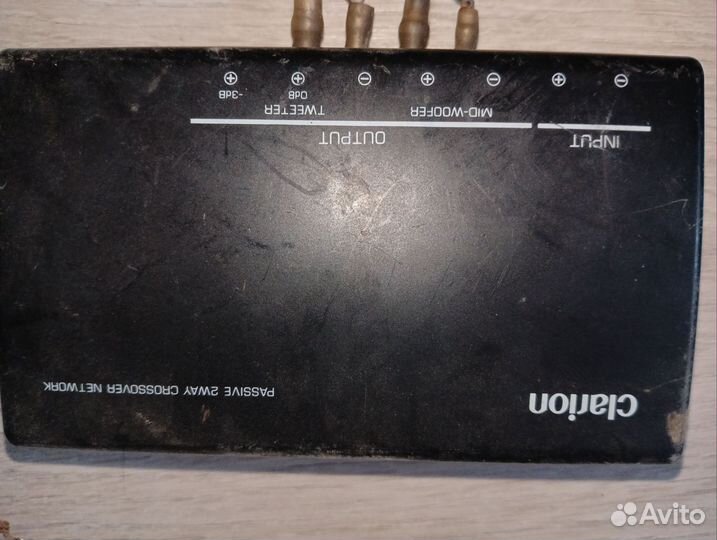 clarion
PASSIVE 2WAY CROSSOVER NETWORK
INPUT OUTPUT
MID-WOOFER TWEETER
⊖ ⊕ ⊖ ⊕ ⊖ ⊕ ⊕
0dB -3dB
Avito